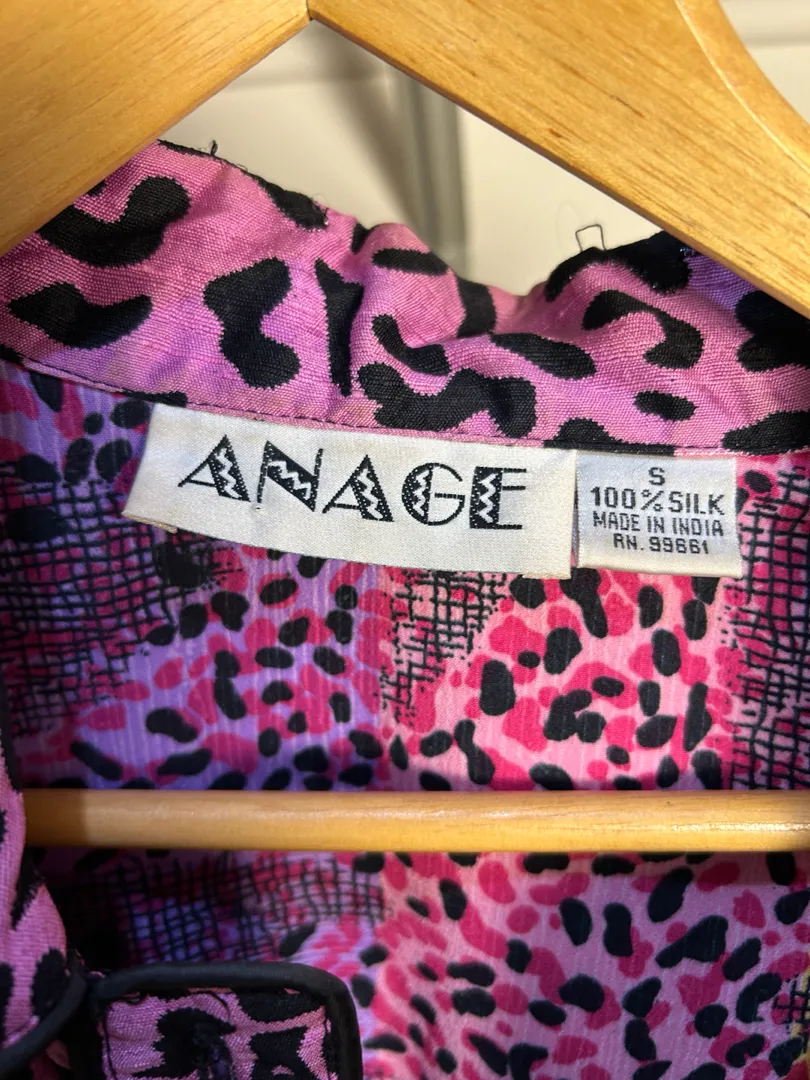 ANAGE
S
100% SILK
MADE IN INDIA
RN. 99661